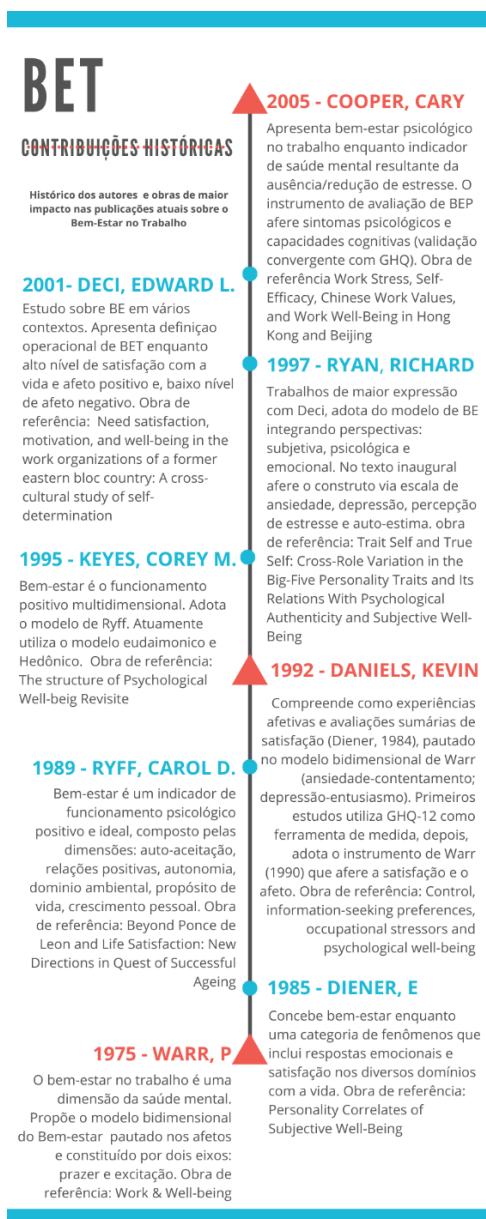 BET
CONTRIBUIÇÕES HISTÓRICAS
Histórico dos autores e obras de maior
impacto nas publicações atuais sobre o
Bem-Estar no Trabalho
2005 - COOPER, CARY
Apresenta bem-estar psicológico
no trabalho enquanto indicador
de saúde mental resultante da
ausência/redução de estresse. O
instrumento de avaliação de BEP
afere sintomas psicológicos e
capacidades cognitivas (validação
convergente com GHQ). Obra de
referência Work Stress, Self-
Efficacy, Chinese Work Values,
and Work Well-Being in Hong
Kong and Beijing
2001- DECI, EDWARD L.
Estudo sobre BE em vários
contextos. Apresenta definiçao
operacional de BET enquanto
alto nível de satisfação com a
vida e afeto positivo e, baixo nível
de afeto negativo. Obra de
referência:  Need satisfaction,
motivation, and well-being in the
work organizations of a former
eastern bloc country: A cross-
cultural study of self-
determination
1997 - RYAN, RICHARD
Trabalhos de maior expressão
com Deci, adota do modelo de BE
integrando perspectivas:
subjetiva, psicológica e
emocional. No texto inaugural
afere o construto via escala de
ansiedade, depressão, percepção
de estresse e auto-estima. obra
de referência: Trait Self and True
Self: Cross-Role Variation in the
Big-Five Personality Traits and Its
Relations With Psychological
Authenticity and Subjective Well-
Being
1995 - KEYES, COREY M.
Bem-estar é o funcionamento
positivo multidimensional. Adota
o modelo de Ryff. Atuamente
utiliza o modelo eudaimonico e
Hedônico.  Obra de referência:
The structure of Psychological
Well-beig Revisite
1992 - DANIELS, KEVIN
Compreende como experiências
afetivas e avaliações sumárias de
satisfação (Diener, 1984), pautado
no modelo bidimensional de Warr
(ansiedade-contentamento;
depressão-entusiasmo). Primeiros
estudos utiliza GHQ-12 como
ferramenta de medida, depois,
adota o instrumento de Warr
(1990) que afere a satisfação e o
afeto. Obra de referência: Control,
information-seeking preferences,
occupational stressors and
psychological well-being
1989 - RYFF, CAROL D.
Bem-estar é um indicador de
funcionamento psicológico
positivo e ideal, composto pelas
dimensões: auto-aceitação,
relações positivas, autonomia,
dominio ambiental, propósito de
vida, crescimento pessoal. Obra
de referência: Beyond Ponce de
Leon and Life Satisfaction: New
Directions in Quest of Successful
Ageing
1985 - DIENER, E
Concebe bem-estar enquanto
uma categoria de fenômenos que
inclui respostas emocionais e
satisfação nos diversos domínios
com a vida. Obra de referência:
Personality Correlates of
Subjective Well-Being
1975 - WARR, P
O bem-estar no trabalho é uma
dimensão da saúde mental.
Propõe o modelo bidimensional
do Bem-estar  pautado nos afetos
e constituído por dois eixos:
prazer e excitação. Obra de
referência: Work & Well-being